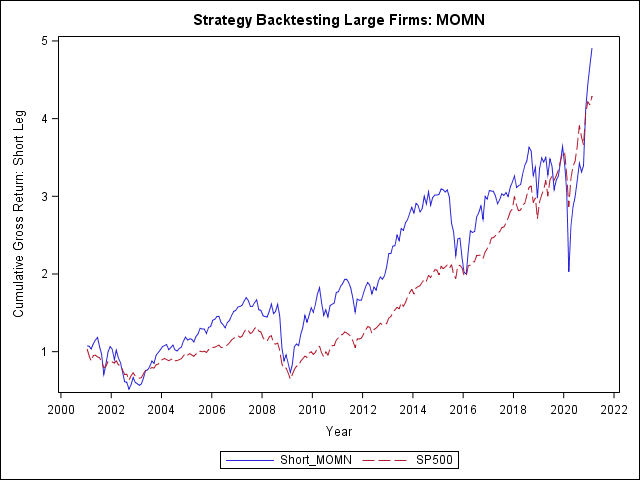 Strategy Backtesting Large Firms: MOMN
Cumulative Gross Return: Short Leg
5
4
3
2
1
2000 2002 2004 2006 2008 2010 2012 2014 2016 2018 2020 2022
Year
Short_MOMN SP500